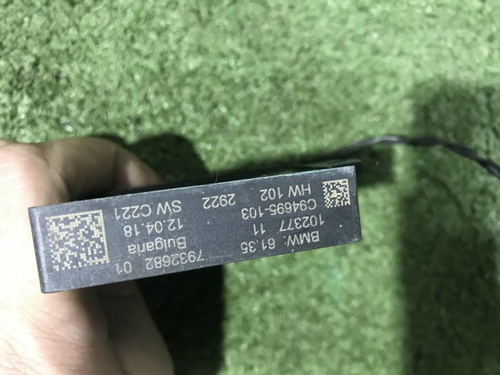 BMW: 61.35
7932682 01
102377 11
Bulgaria
C94695-103
12.04.18
HW 102
2922
SW C221